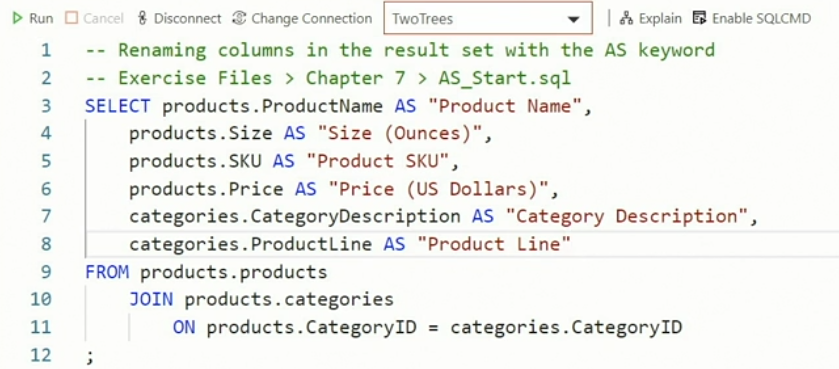 Run Cancel Disconnect Change Connection TwoTrees Explain Enable SQLCMD
1 -- Renaming columns in the result set with the AS keyword
2 -- Exercise Files > Chapter 7 > AS_Start.sql
3 SELECT products.ProductName AS "Product Name",
4 products.Size AS "Size (Ounces)",
5 products.SKU AS "Product SKU",
6 products.Price AS "Price (US Dollars)",
7 categories.CategoryDescription AS "Category Description",
8 categories.ProductLine AS "Product Line"
9 FROM products.products
10 JOIN products.categories
11 ON products.CategoryID = categories.CategoryID
12 ;